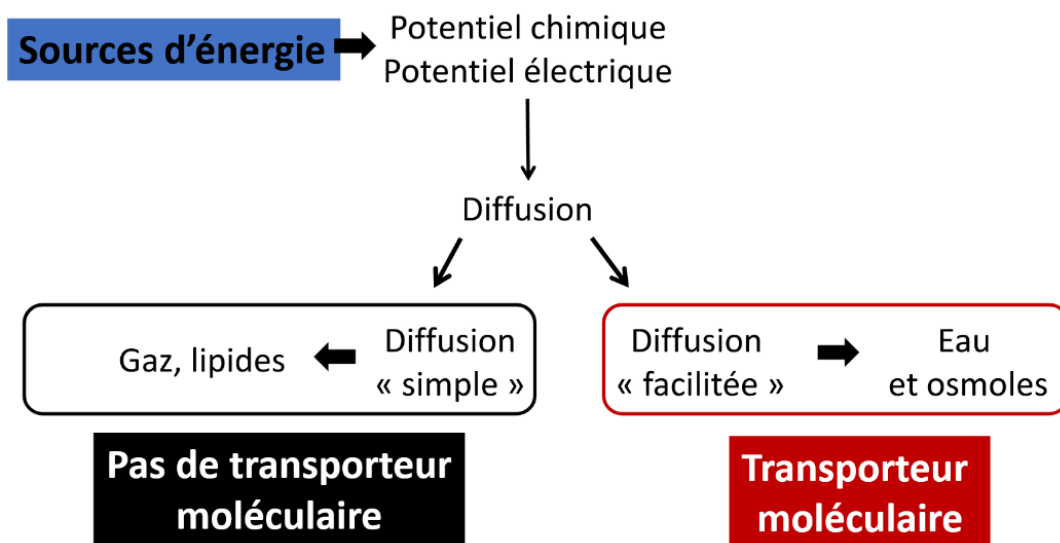 Sources d’énergie
Potentiel chimique
Potentiel électrique
Diffusion
Gaz, lipides
Diffusion
« simple »
Diffusion
« facilitée »
Eau
et osmoles
Pas de transporteur
moléculaire
Transporteur
moléculaire